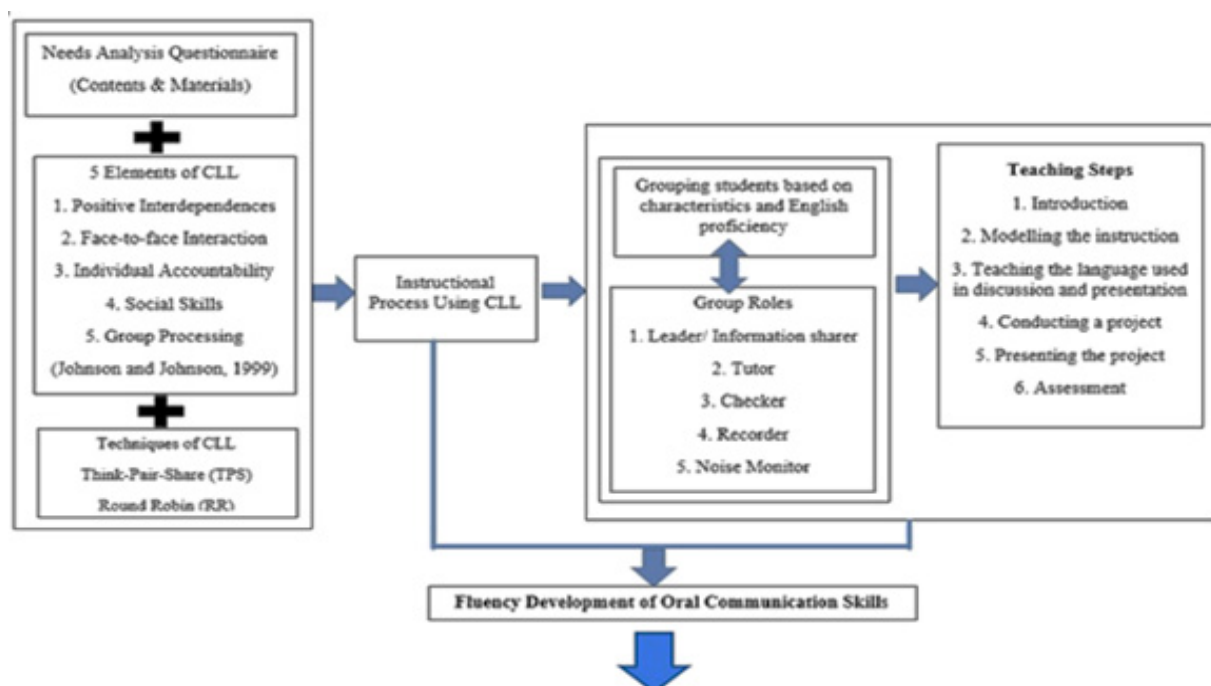 Needs Analysis Questionnaire
(Contents & Materials)
5 Elements of CLL
1. Positive Interdependences
2. Face-to-face Interaction
3. Individual Accountability
4. Social Skills
5. Group Processing
(Johnson and Johnson, 1999)
Techniques of CLL
Think-Pair-Share (TPS)
Round Robin (RR)
Instructional
Process Using CLL
Grouping students based on
characteristics and English
proficiency
Group Roles
1. Leader/ Information sharer
2. Tutor
3. Checker
4. Recorder
5. Noise Monitor
Teaching Steps
1. Introduction
2. Modelling the instruction
3. Teaching the language used
in discussion and presentation
4. Conducting a project
5. Presenting the project
6. Assessment
Fluency Development of Oral Communication Skills